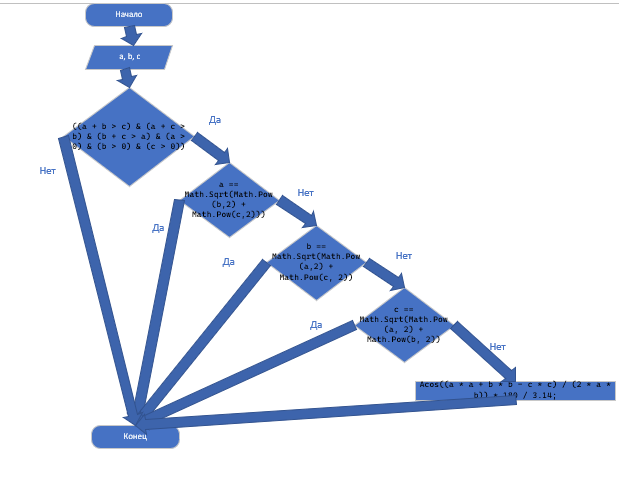 Начало
a, b, c
((a + b > c) & (a + c >
b) & (b + c > a) & (a >
0) & (b > 0) & (c > 0))
Да
Нет
a ==
Math.Sqrt(Math.Pow
(b,2) +
Math.Pow(c,2)))
Нет
Да
b ==
Math.Sqrt(Math.Pow
(a,2) +
Math.Pow(c, 2))
Нет
Да
c ==
Math.Sqrt(Math.Pow
(a, 2) +
Math.Pow(b, 2))
Да
Нет
Acos((a * a + b * b - c * c) / (2 * a *
b)) * 180 / 3.14;
Конец